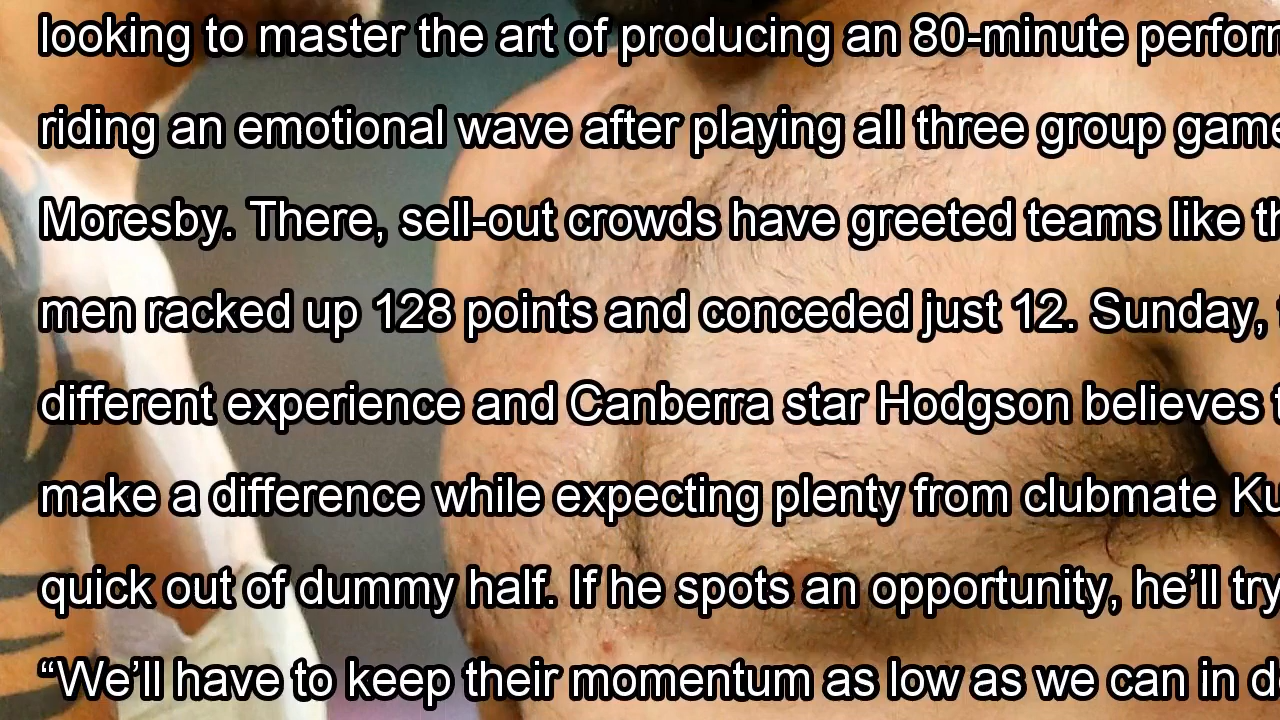 looking to master the art of producing an 80-minute
riding an emotional wave after playing all three group
Moresby. There, sell-out crowds have greeted teams like
men racked up 128 points and conceded just 12. Sunday,
different experience and Canberra star Hodgson believes
make a difference while expecting plenty from clubmate
quick out of dummy half. If he spots an opportunity, he’ll try
“We’ll have to keep their momentum as low as we can in